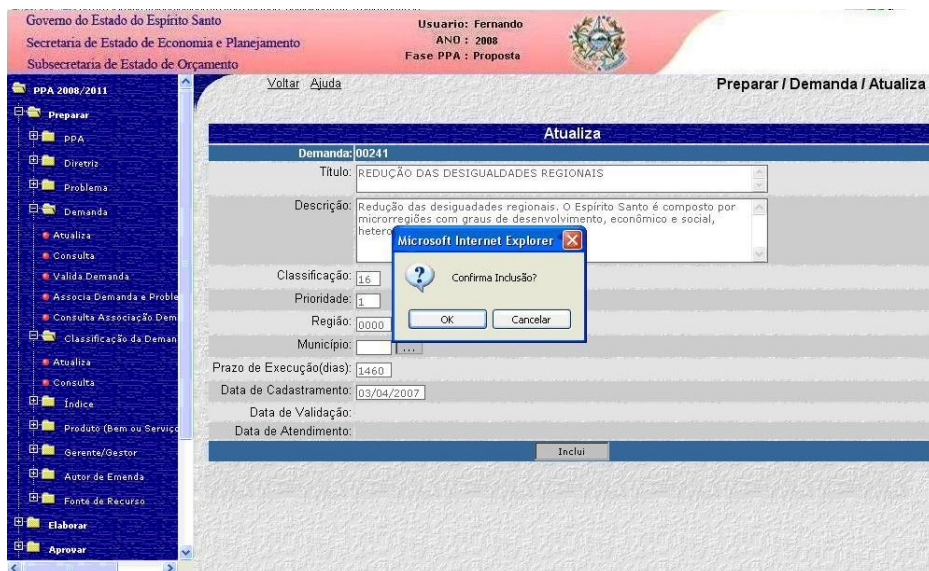 Governo do Estado do Espírito Santo
Secretaria de Estado de Economia e Planejamento
Subsecretaria de Estado de Orçamento
Usuario: Fernando
ANO : 2008
Fase PPA : Proposta
PPA 2008/2011
Preparar
PPA
Diretriz
Problema
Demanda
Atualiza
Consulta
Valida Demanda
Associa Demanda e Proble
Consulta Associação Dem
Classificação da Deman
Atualiza
Consulta
Índice
Produto (Bem ou Serviço
Gerente/Gestor
Autor de Emenda
Fonte de Recurso
Elaborar
Aprovar
Voltar Ajuda
Preparar / Demanda / Atualiza
Atualiza
Demanda: 00241
Título: REDUÇÃO DAS DESIGUALDADES REGIONAIS
Descrição: Redução das desiguadades regionais. O Espírito Santo é composto por
microrregiões com graus de desenvolvimento, econômico e social,
hetero
Classificação: 16
Prioridade: 1
Região: 0000
Município: ...
Prazo de Execução(dias): 1460
Data de Cadastramento: 03/04/2007
Data de Validação:
Data de Atendimento:
Inclui
Microsoft Internet Explorer
Confirma Inclusão?
OK Cancelar